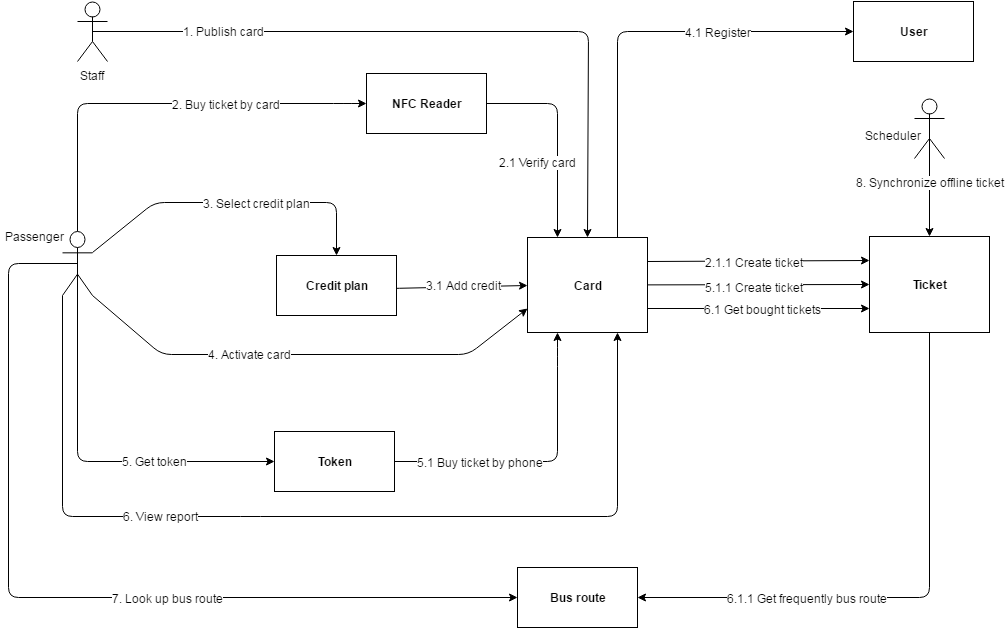 1. Publish card
4.1 Register
User
Staff
2. Buy ticket by card
NFC Reader
Scheduler
2.1 Verify card
8. Synchronize offline ticket
3. Select credit plan
Passenger
2.1.1 Create ticket
Credit plan
3.1 Add credit
Card
5.1.1 Create ticket
Ticket
6.1 Get bought tickets
4. Activate card
5. Get token
Token
5.1 Buy ticket by phone
6. View report
7. Look up bus route
Bus route
6.1.1 Get frequently bus route